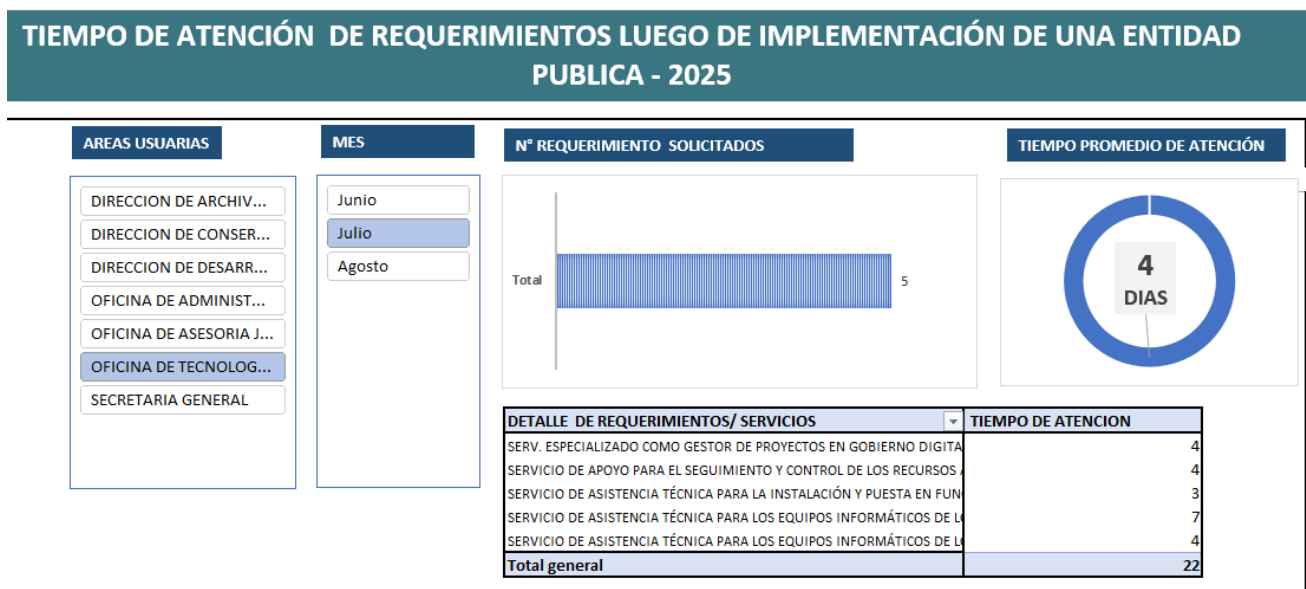 TIEMPO DE ATENCIÓN DE REQUERIMIENTOS LUEGO DE IMPLEMENTACIÓN DE UNA ENTIDAD
PUBLICA - 2025
AREAS USUARIAS
DIRECCION DE ARCHIV...
DIRECCION DE CONSER...
DIRECCION DE DESARR...
OFICINA DE ADMINIST...
OFICINA DE ASESORIA J...
OFICINA DE TECNOLOG...
SECRETARIA GENERAL
MES
Junio
Julio
Agosto
N° REQUERIMIENTO SOLICITADOS
Total 5
TIEMPO PROMEDIO DE ATENCIÓN
4
DIAS
DETALLE DE REQUERIMIENTOS/ SERVICIOS TIEMPO DE ATENCION
SERV. ESPECIALIZADO COMO GESTOR DE PROYECTOS EN GOBIERNO DIGITA 4
SERVICIO DE APOYO PARA EL SEGUIMIENTO Y CONTROL DE LOS RECURSOS 4
SERVICIO DE ASISTENCIA TÉCNICA PARA LA INSTALACIÓN Y PUESTA EN FUN 3
SERVICIO DE ASISTENCIA TÉCNICA PARA LOS EQUIPOS INFORMÁTICOS DE 7
SERVICIO DE ASISTENCIA TÉCNICA PARA LOS EQUIPOS INFORMÁTICOS DE 4
Total general 22